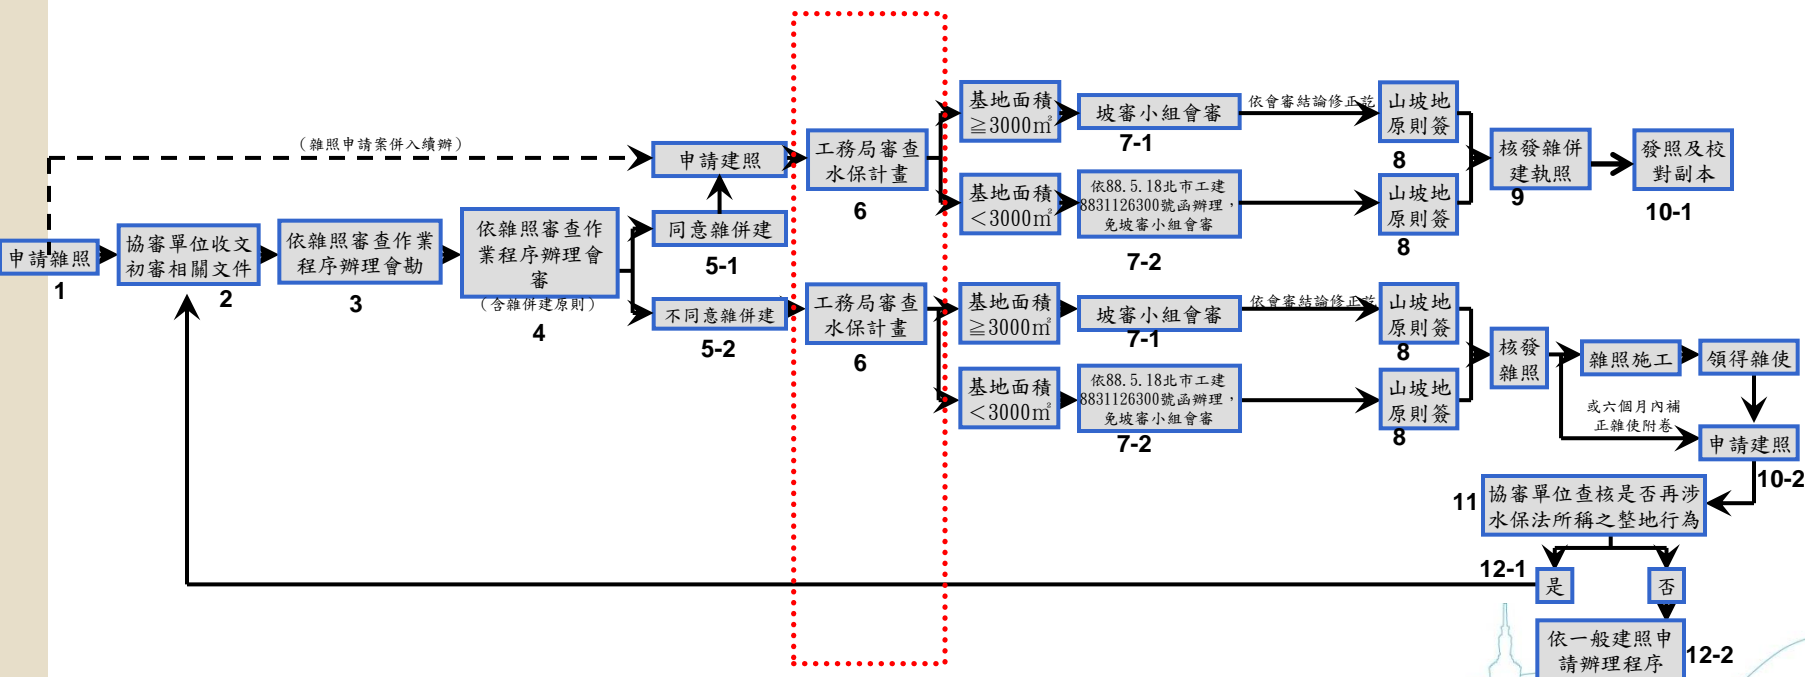 (雜照申請案併入續辦)
申請雜照
1
協審單位收文
初審相關文件
2
依雜照審查作業
程序辦理會勘
3
依雜照審查作
業程序辦理會
審
(含雜併建原則)
4
申請建照
同意雜併建
5-1
不同意雜併建
5-2
工務局審查
水保計畫
6
基地面積
≧3000㎡
坡審小組會審
7-1
依會審結論修正訖
山坡地
原則簽
8
基地面積
<3000㎡
依88.5.18北市工建
8831126300號函辦理，
免坡審小組會審
7-2
山坡地
原則簽
8
核發雜併
建執照
9
發照及校
對副本
10-1
工務局審查
水保計畫
6
基地面積
≧3000㎡
坡審小組會審
7-1
依會審結論修正訖
山坡地
原則簽
8
基地面積
<3000㎡
依88.5.18北市工建
8831126300號函辦理，
免坡審小組會審
7-2
山坡地
原則簽
8
核發
雜照
雜照施工
領得雜使
或六個月內補
正雜使附卷
申請建照
10-2
11
協審單位查核是否再涉
水保法所稱之整地行為
12-1
是
否
依一般建照申
請辦理程序
12-2